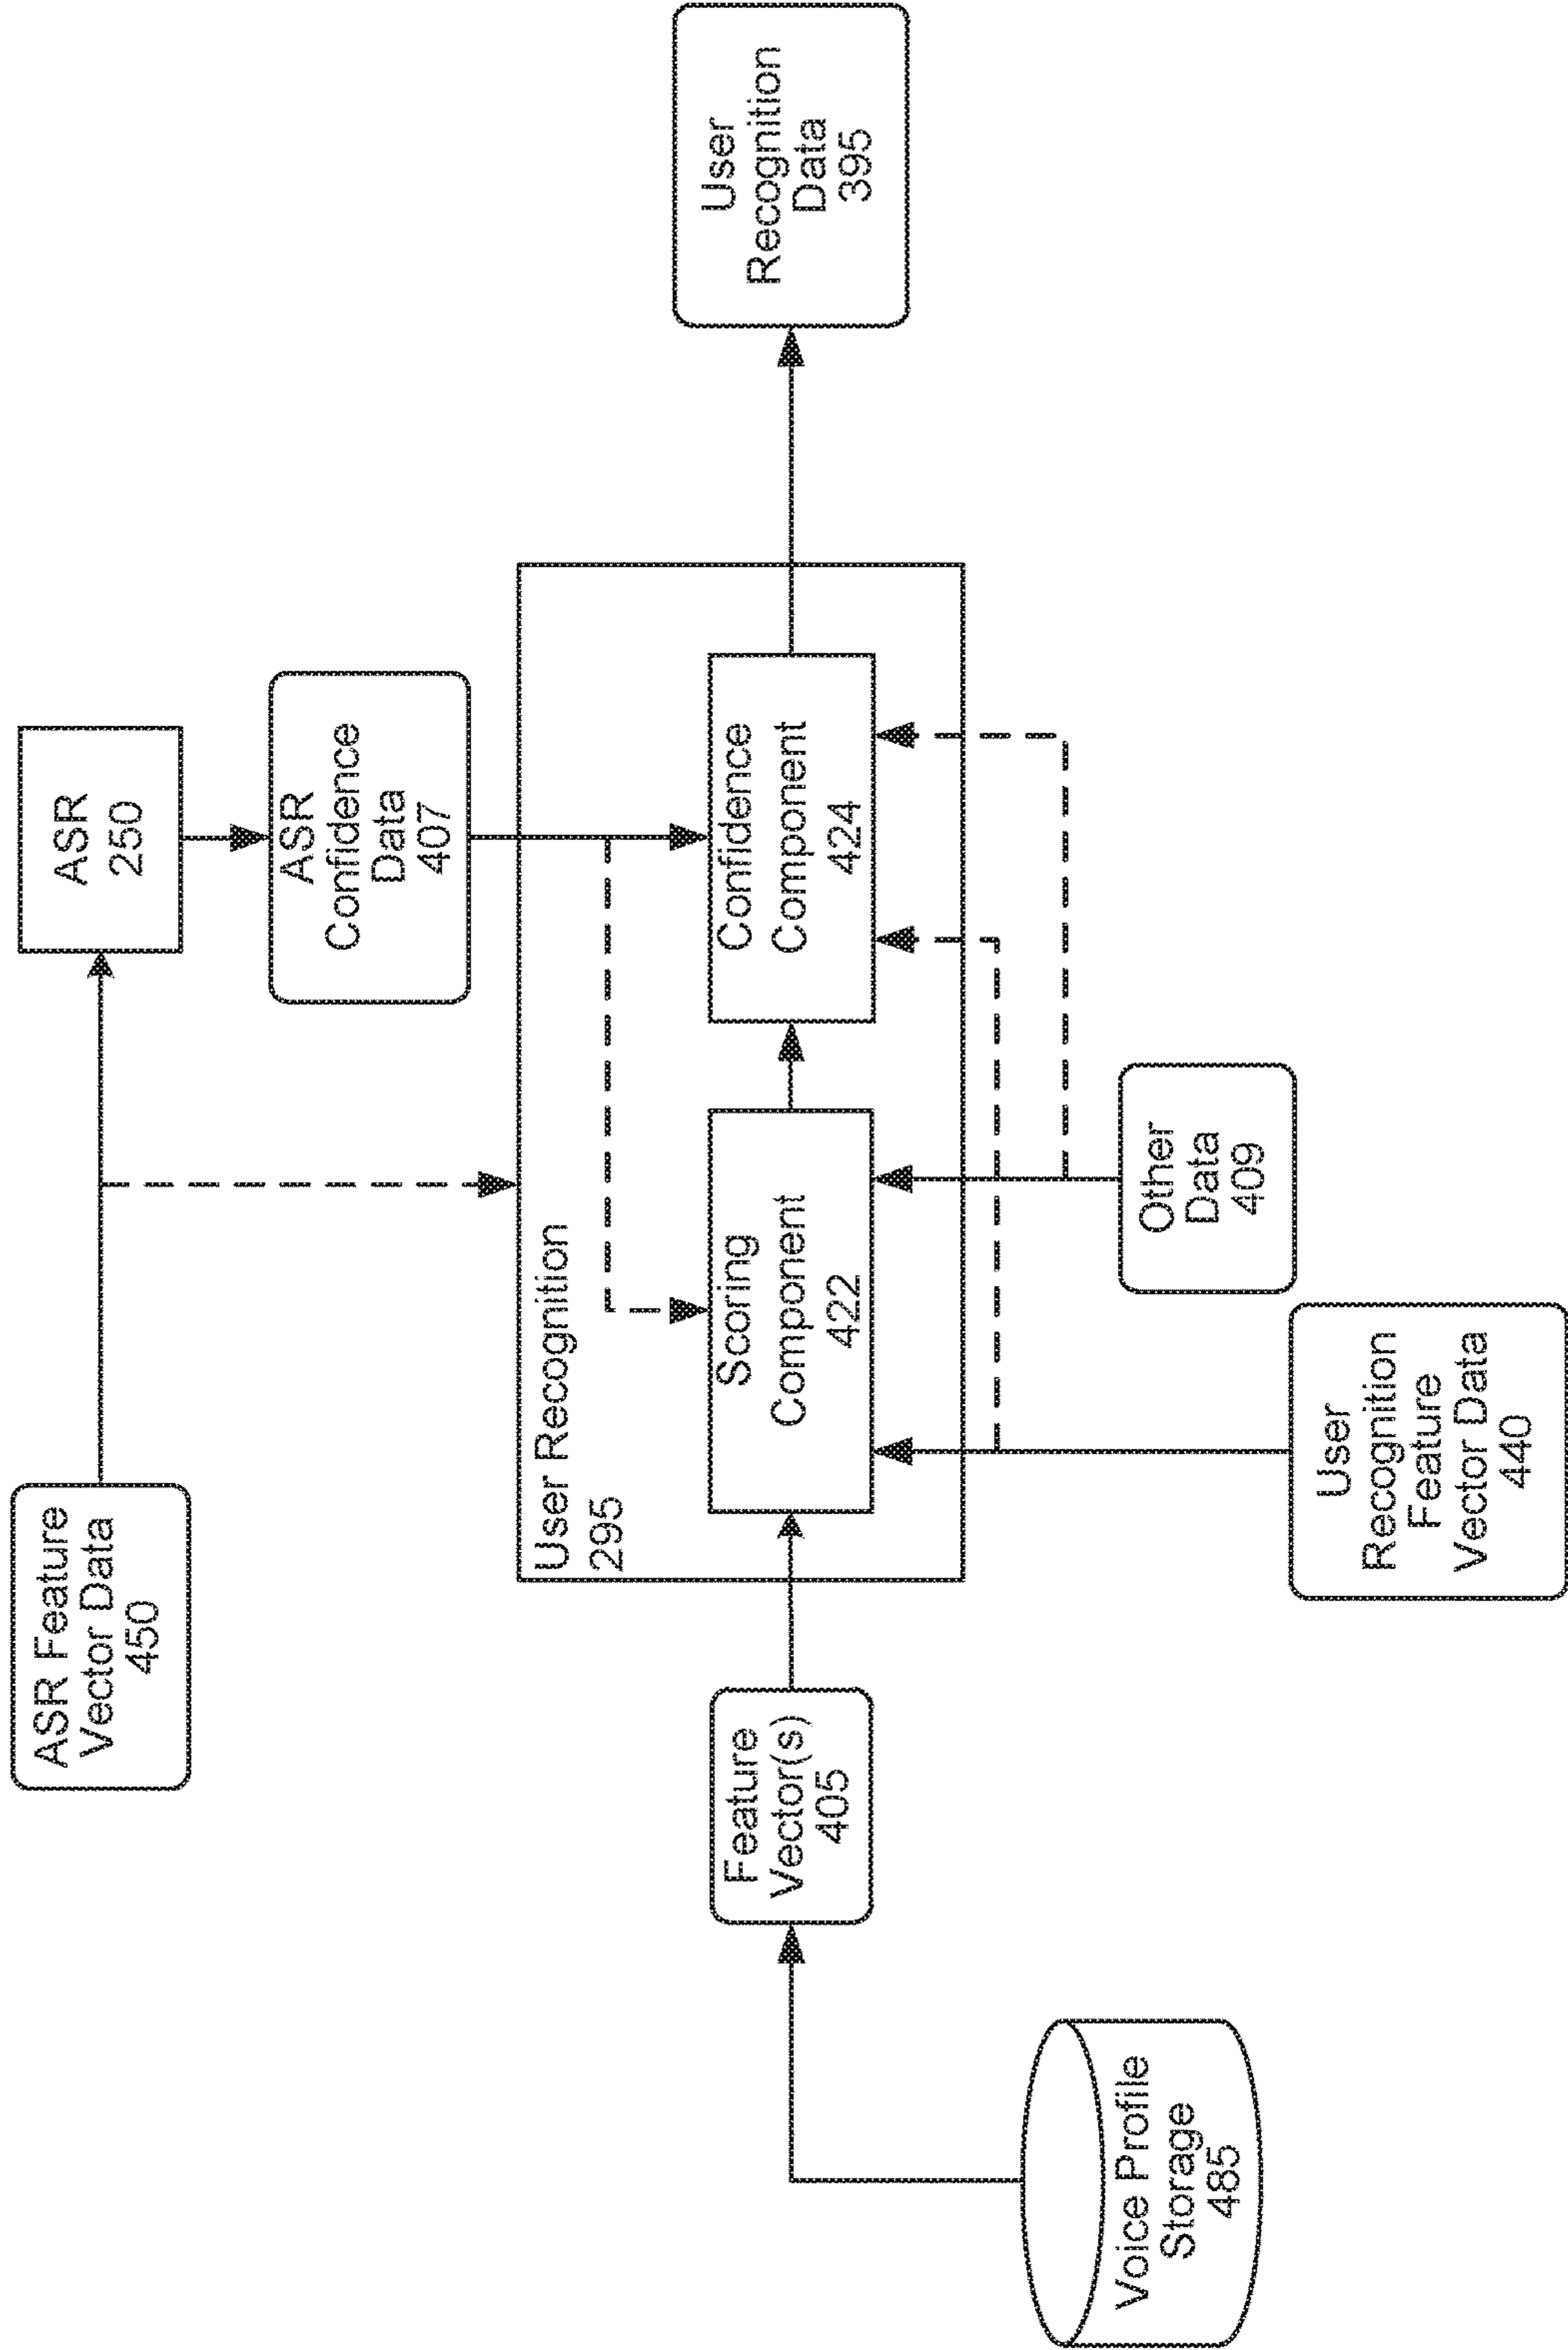 ASR Feature
Vector Data
450
ASR
250
ASR
Confidence
Data
407
User Recognition
295
Voice Profile
Storage
485
Feature
Vector(s)
405
Scoring
Component
422
Confidence
Component
424
User
Recognition
Data
395
Other
Data
409
User
Recognition
Feature
Vector Data
440